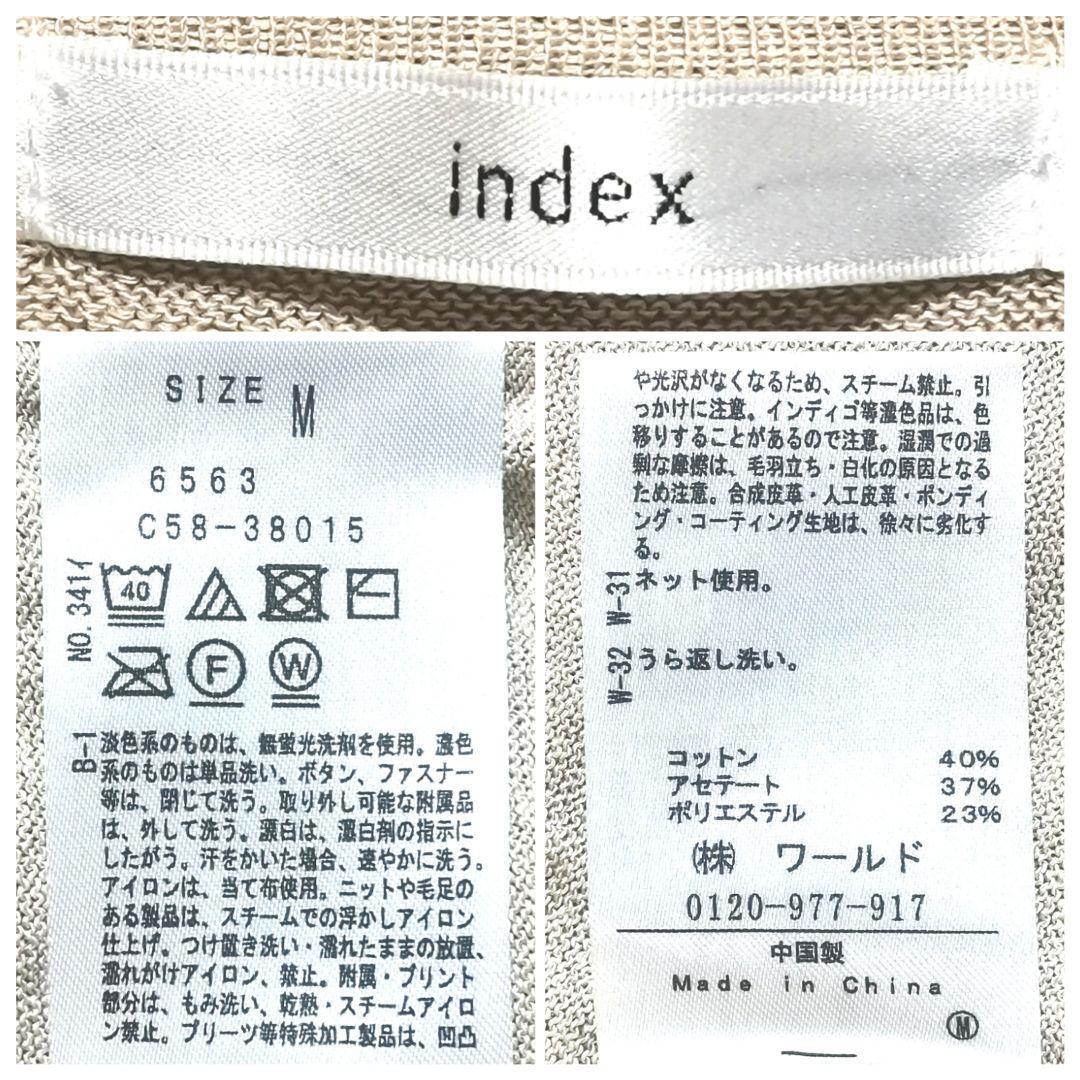 index
SIZE M
6563
C58-38015
NO.341イ
40
F W
B-1
淡色系のものは、無蛍光洗剤を使用。濃色
系のものは単品洗い。ボタン、ファスナー
等は、閉じて洗う。取り外し可能な附属品
は、外して洗う。漂白は、漂白剤の指示に
したがう。汗をかいた場合、速やかに洗う。
アイロンは、当て布使用。ニットや毛足の
ある製品は、スチームでの浮かしアイロン
仕上げ。つけ置き洗い・濡れたままの放置、
濡れがけアイロン、禁止。附属・プリント
部分は、もみ洗い、乾熱・スチームアイロ
ン禁止。プリーツ等特殊加工製品は、凹凸
や光沢がなくなるため、スチーム禁止。引
っかけに注意。インディゴ等濃色品は、色
移りすることがあるので注意。湿潤での過
剰な摩擦は、毛羽立ち・白化の原因となる
ため注意。合成皮革・人工皮革・ボンディ
ング・コーティング生地は、徐々に劣化す
る。
W-31 ネット使用。
W-32 うら返し洗い。
コットン 40%
アセテート 37%
ポリエステル 23%
(株) ワールド
0120-977-917
中国製
Made in China
M